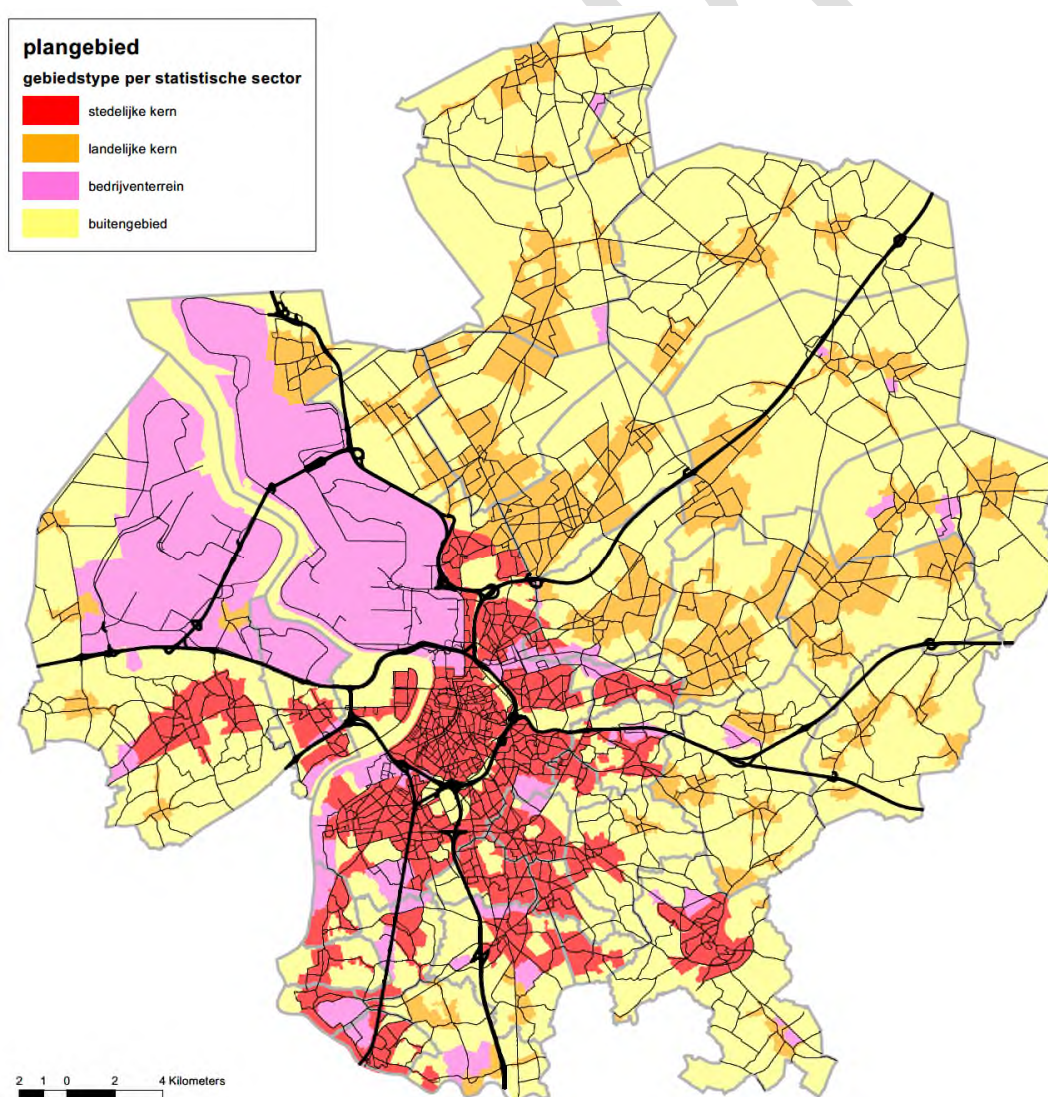 plangebied
gebiedstype per statistische sector
stedelijke kern
landelijke kern
bedrijventerrein
buitengebied
2 1 0 2 4 Kilometers